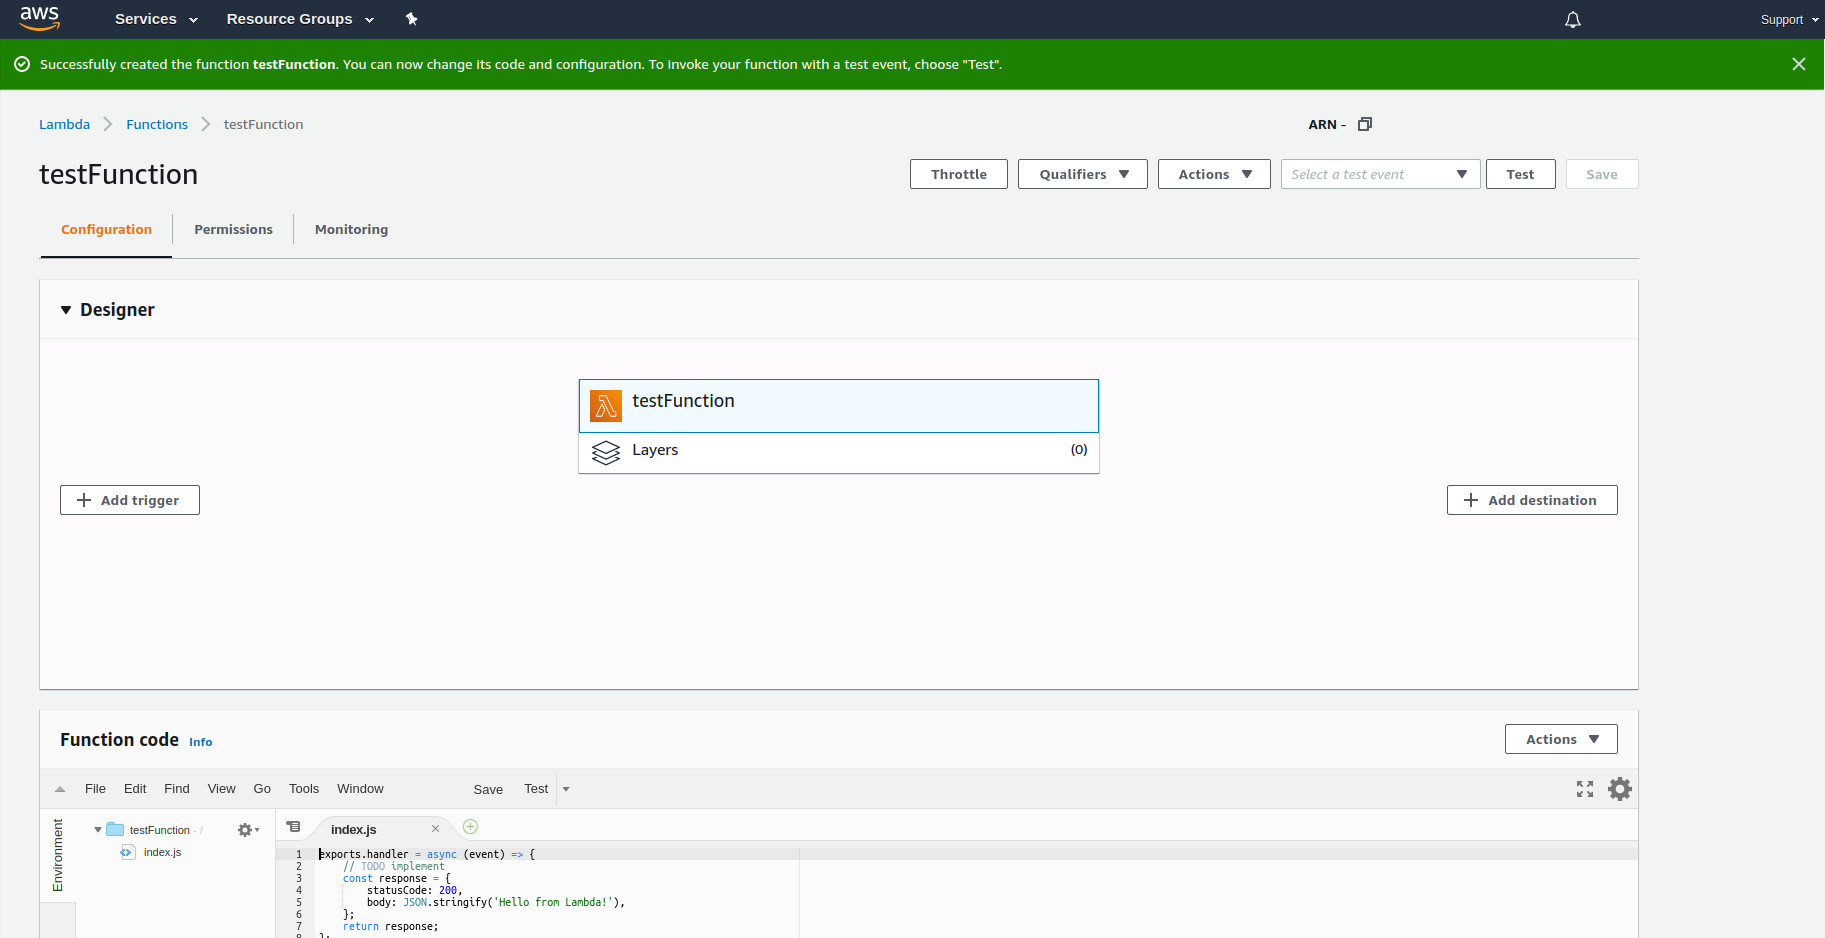 aws Services Resource Groups Support
Successfully created the function testFunction. You can now change its code and configuration. To invoke your function with a test event, choose "Test".
Lambda Functions testFunction ARN -
testFunction Throttle Qualifiers Actions Select a test event Test Save
Configuration Permissions Monitoring
Designer
testFunction
Layers (0)
Add trigger Add destination
Function code Info Actions
File Edit Find View Go Tools Window Save Test
Environment
testFunction - /
index.js
index.js
1 exports.handler = async (event) => {
2 // TODO implement
3 const response = {
4 statusCode: 200,
5 body: JSON.stringify('Hello from Lambda!'),
6 };
7 return response;
8 };